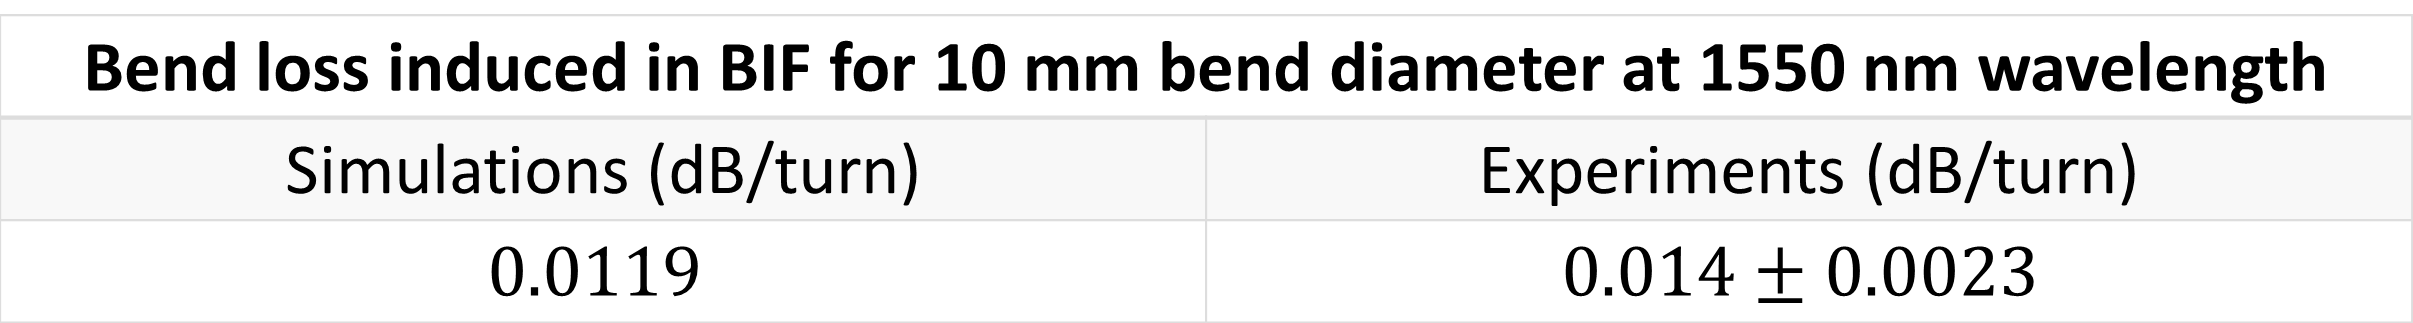 Bend loss induced in BIF for 10 mm bend diameter at 1550 nm wavelength
Simulations (dB/turn) Experiments (dB/turn)
0.0119 0.014 ± 0.0023